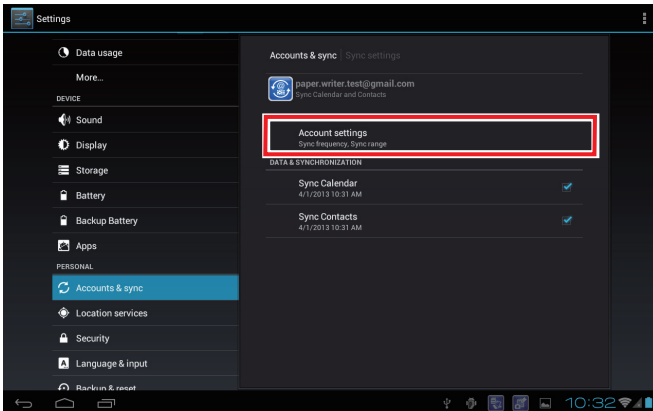 Settings
Data usage
More...
DEVICE
Sound
Display
Storage
Battery
Backup Battery
Apps
PERSONAL
Accounts & sync
Location services
Security
Language & input
Backup & reset
Accounts & sync | Sync settings
paper.writer.test@gmail.com
Sync Calendar and Contacts
Account settings
Sync frequency, Sync range
DATA & SYNCHRONIZATION
Sync Calendar
4/1/2013 10:31 AM
Sync Contacts
4/1/2013 10:31 AM
10:32